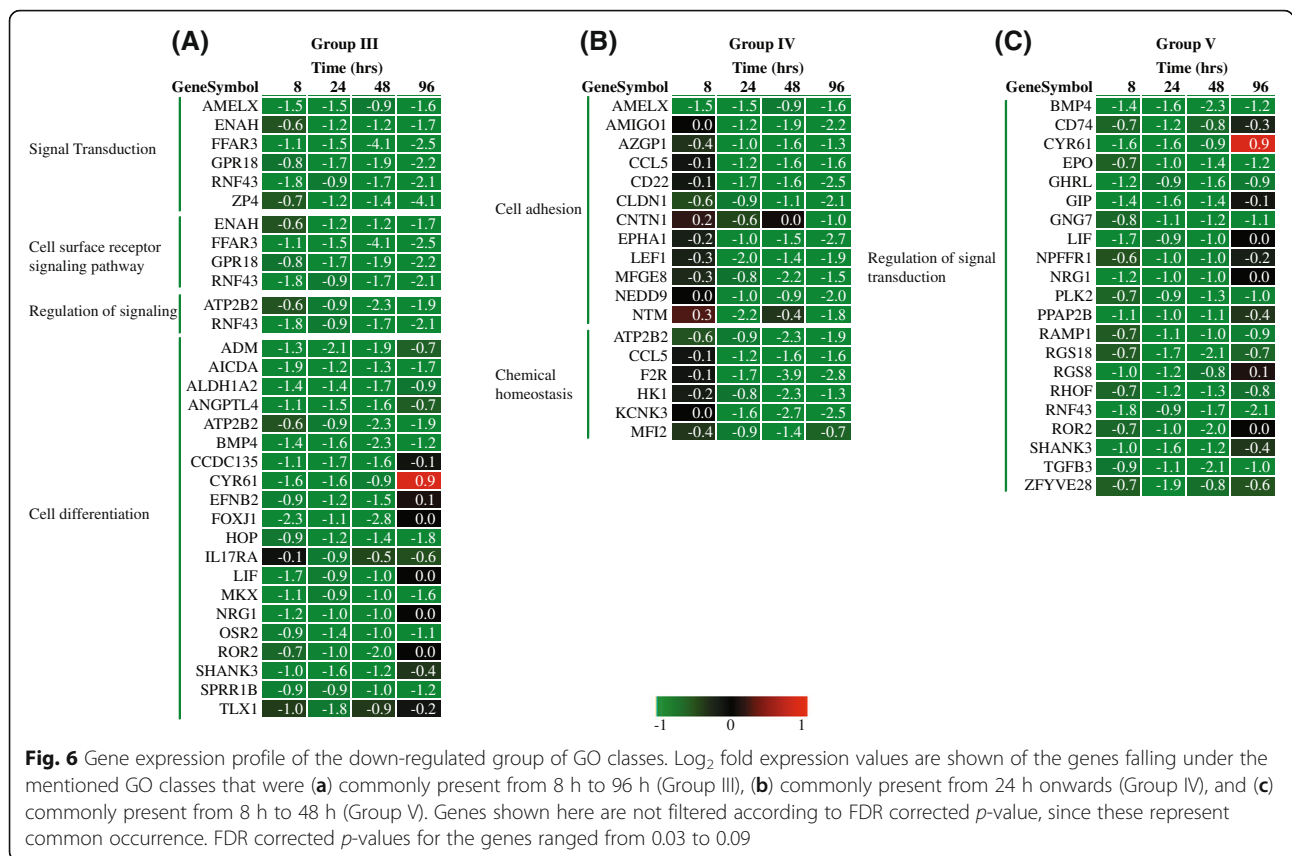 (A) Group III
Time (hrs)
GeneSymbol 8 24 48 96
Signal Transduction
AMELX -1.5 -1.5 -0.9 -1.6
ENAH -0.6 -1.2 -1.2 -1.7
FFAR3 -1.1 -1.5 -4.1 -2.5
GPR18 -0.8 -1.7 -1.9 -2.2
RNF43 -1.8 -0.9 -1.7 -2.1
ZP4 -0.7 -1.2 -1.4 -4.1
Cell surface receptor
signaling pathway
ENAH -0.6 -1.2 -1.2 -1.7
FFAR3 -1.1 -1.5 -4.1 -2.5
GPR18 -0.8 -1.7 -1.9 -2.2
RNF43 -1.8 -0.9 -1.7 -2.1
Regulation of signaling
ATP2B2 -0.6 -0.9 -2.3 -1.9
RNF43 -1.8 -0.9 -1.7 -2.1
Cell differentiation
ADM -1.3 -2.1 -1.9 -0.7
AICDA -1.9 -1.2 -1.3 -1.7
ALDH1A2 -1.4 -1.4 -1.7 -0.9
ANGPTL4 -1.1 -1.5 -1.6 -0.7
ATP2B2 -0.6 -0.9 -2.3 -1.9
BMP4 -1.4 -1.6 -2.3 -1.2
CCDC135 -1.1 -1.7 -1.6 -0.1
CYR61 -1.6 -1.6 -0.9 0.9
EFNB2 -0.9 -1.2 -1.5 0.1
FOXJ1 -2.3 -1.1 -2.8 0.0
HOP -0.9 -1.2 -1.4 -1.8
IL17RA -0.1 -0.9 -0.5 -0.6
LIF -1.7 -0.9 -1.0 0.0
MKX -1.1 -0.9 -1.0 -1.6
NRG1 -1.2 -1.0 -1.0 0.0
OSR2 -0.9 -1.4 -1.0 -1.1
ROR2 -0.7 -1.0 -2.0 0.0
SHANK3 -1.0 -1.6 -1.2 -0.4
SPRR1B -0.9 -0.9 -1.0 -1.2
TLX1 -1.0 -1.8 -0.9 -0.2
(B) Group IV
Time (hrs)
GeneSymbol 8 24 48 96
Cell adhesion
AMELX -1.5 -1.5 -0.9 -1.6
AMIGO1 0.0 -1.2 -1.9 -2.2
AZGP1 -0.4 -1.0 -1.6 -1.3
CCL5 -0.1 -1.2 -1.6 -1.6
CD22 -0.1 -1.7 -1.6 -2.5
CLDN1 -0.6 -0.9 -1.1 -2.1
CNTN1 0.2 -0.6 0.0 -1.0
EPHA1 -0.2 -1.0 -1.5 -2.7
LEF1 -0.3 -2.0 -1.4 -1.9
MFGE8 -0.3 -0.8 -2.2 -1.5
NEDD9 0.0 -1.0 -0.9 -2.0
NTM 0.3 -2.2 -0.4 -1.8
Chemical
homeostasis
ATP2B2 -0.6 -0.9 -2.3 -1.9
CCL5 -0.1 -1.2 -1.6 -1.6
F2R -0.1 -1.7 -3.9 -2.8
HK1 -0.2 -0.8 -2.3 -1.3
KCNK3 0.0 -1.6 -2.7 -2.5
MFI2 -0.4 -0.9 -1.4 -0.7
(C) Group V
Time (hrs)
GeneSymbol 8 24 48 96
Regulation of signal
transduction
BMP4 -1.4 -1.6 -2.3 -1.2
CD74 -0.7 -1.2 -0.8 -0.3
CYR61 -1.6 -1.6 -0.9 0.9
EPO -0.7 -1.0 -1.4 -1.2
GHRL -1.2 -0.9 -1.6 -0.9
GIP -1.4 -1.6 -1.4 -0.1
GNG7 -0.8 -1.1 -1.2 -1.1
LIF -1.7 -0.9 -1.0 0.0
NPFFR1 -0.6 -1.0 -1.0 -0.2
NRG1 -1.2 -1.0 -1.0 0.0
PLK2 -0.7 -0.9 -1.3 -1.0
PPAP2B -1.1 -1.0 -1.1 -0.4
RAMP1 -0.7 -1.1 -1.0 -0.9
RGS18 -0.7 -1.7 -2.1 -0.7
RGS8 -1.0 -1.2 -0.8 0.1
RHOF -0.7 -1.2 -1.3 -0.8
RNF43 -1.8 -0.9 -1.7 -2.1
ROR2 -0.7 -1.0 -2.0 0.0
SHANK3 -1.0 -1.6 -1.2 -0.4
TGFB3 -0.9 -1.1 -2.1 -1.0
ZFYVE28 -0.7 -1.9 -0.8 -0.6
-1 0 1
Fig. 6 Gene expression profile of the down-regulated group of GO classes. Log₂ fold expression values are shown of the genes falling under the
mentioned GO classes that were (a) commonly present from 8 h to 96 h (Group III), (b) commonly present from 24 h onwards (Group IV), and (c)
commonly present from 8 h to 48 h (Group V). Genes shown here are not filtered according to FDR corrected p-value, since these represent
common occurrence. FDR corrected p-values for the genes ranged from 0.03 to 0.09